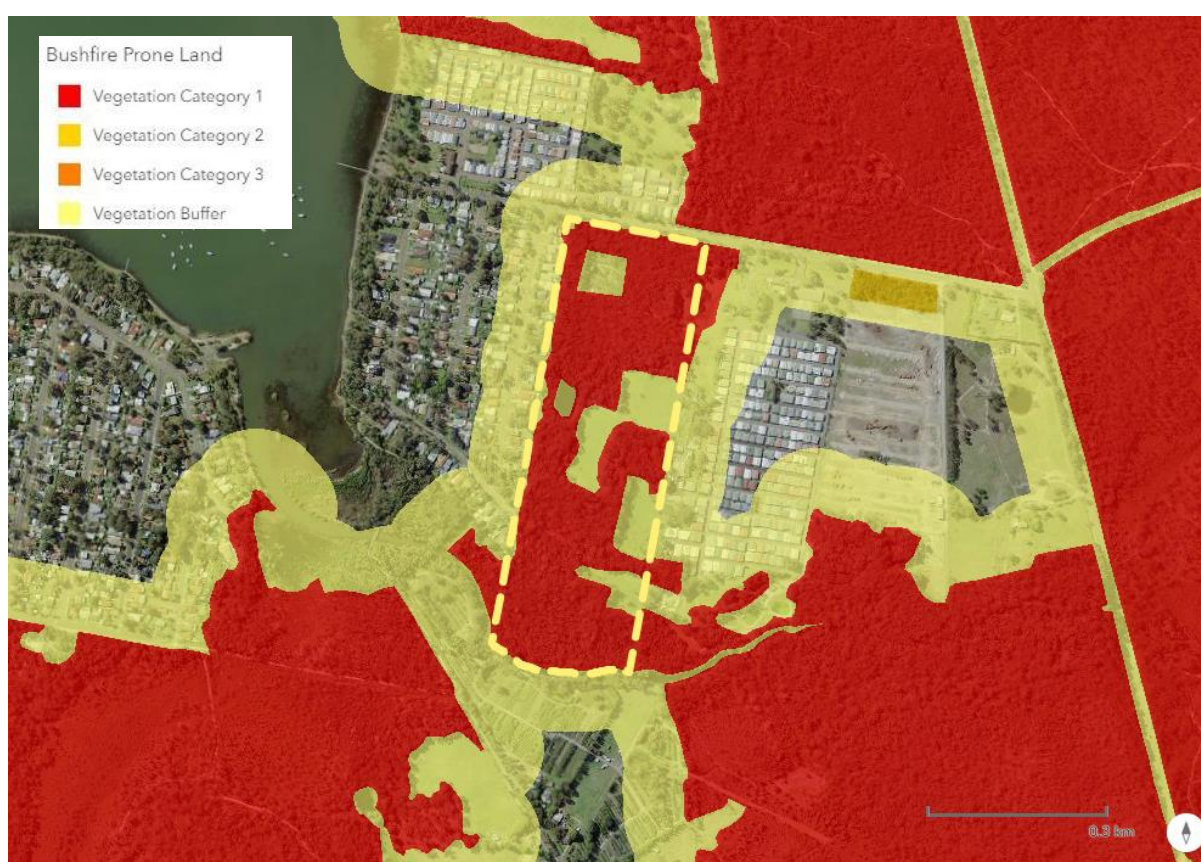 Bushfire Prone Land
Vegetation Category 1
Vegetation Category 2
Vegetation Category 3
Vegetation Buffer
0.3 km